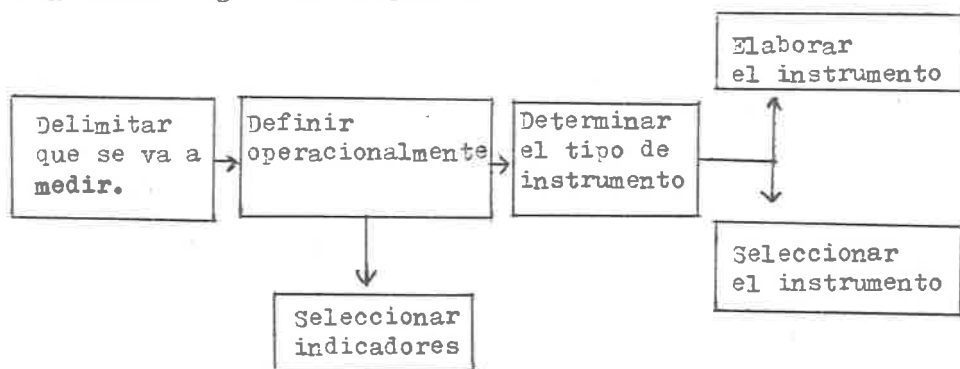 Delimitar
que se va a
medir.
Definir
operacionalmente
Seleccionar
indicadores
Determinar
el tipo de
instrumento
Elaborar
el instrumento
Seleccionar
el instrumento